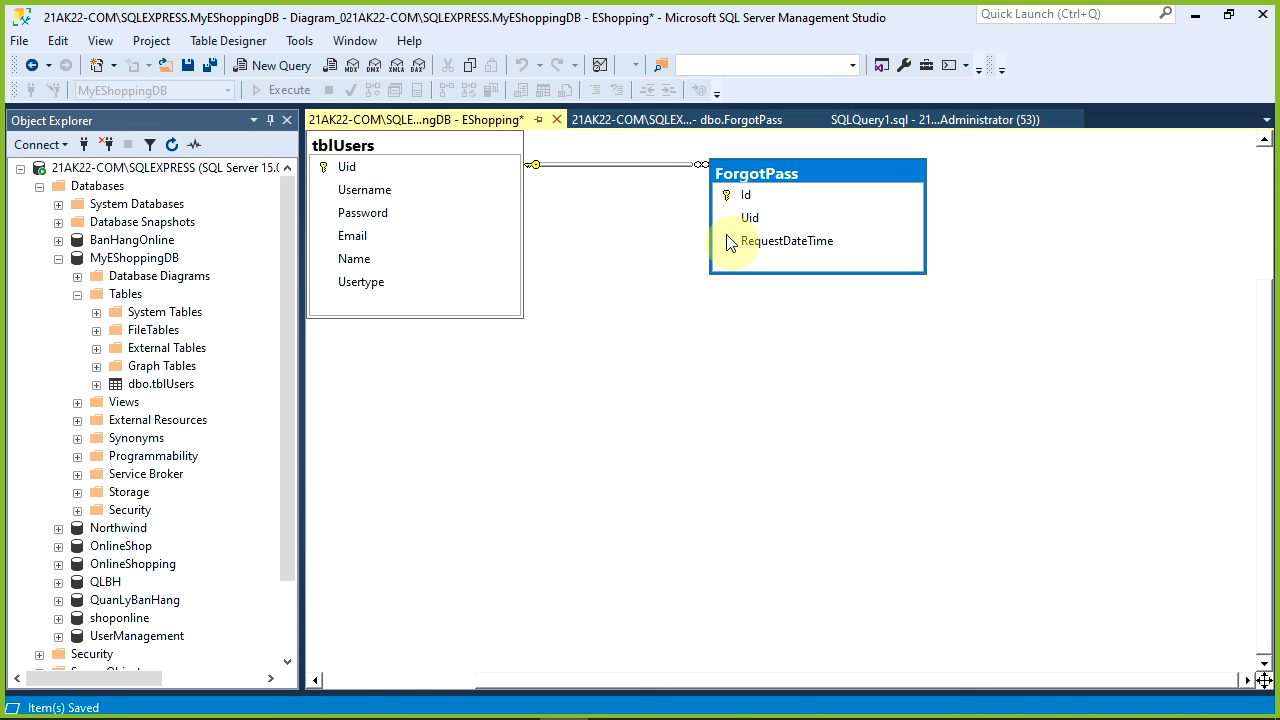 21AK22-COM\SQLEXPRESS.MyEShoppingDB - Diagram_021AK22-COM\SQLEXPRESS.MyEShoppingDB - EShopping* - Microsoft SQL Server Management Studio
Quick Launch (Ctrl+Q)
File Edit View Project Table Designer Tools Window Help
New Query MDX DMX XMLA DAX
MyEShoppingDB Execute
Object Explorer
21AK22-COM\SQLE...ngDB - EShopping* 21AK22-COM\SQLEX...- dbo.ForgotPass SQLQuery1.sql - 21...Administrator (53))
Connect
21AK22-COM\SQLEXPRESS (SQL Server 15.0
Databases
System Databases
Database Snapshots
BanHangOnline
MyEShoppingDB
Database Diagrams
Tables
System Tables
FileTables
External Tables
Graph Tables
dbo.tblUsers
Views
External Resources
Synonyms
Programmability
Service Broker
Storage
Security
Northwind
OnlineShop
OnlineShopping
QLBH
QuanLyBanHang
shoponline
UserManagement
Security
tblUsers
Uid
Username
Password
Email
Name
Usertype
ForgotPass
Id
Uid
RequestDateTime
Item(s) Saved